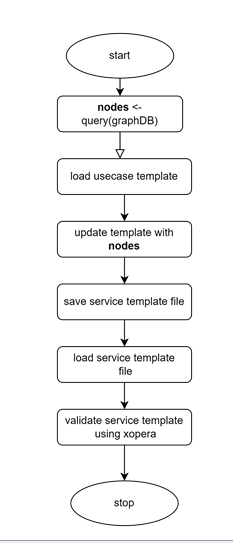 start
nodes <-
query(graphDB)
load usecase template
update template with
nodes
save service template file
load service template
file
validate service template
using xopera
stop